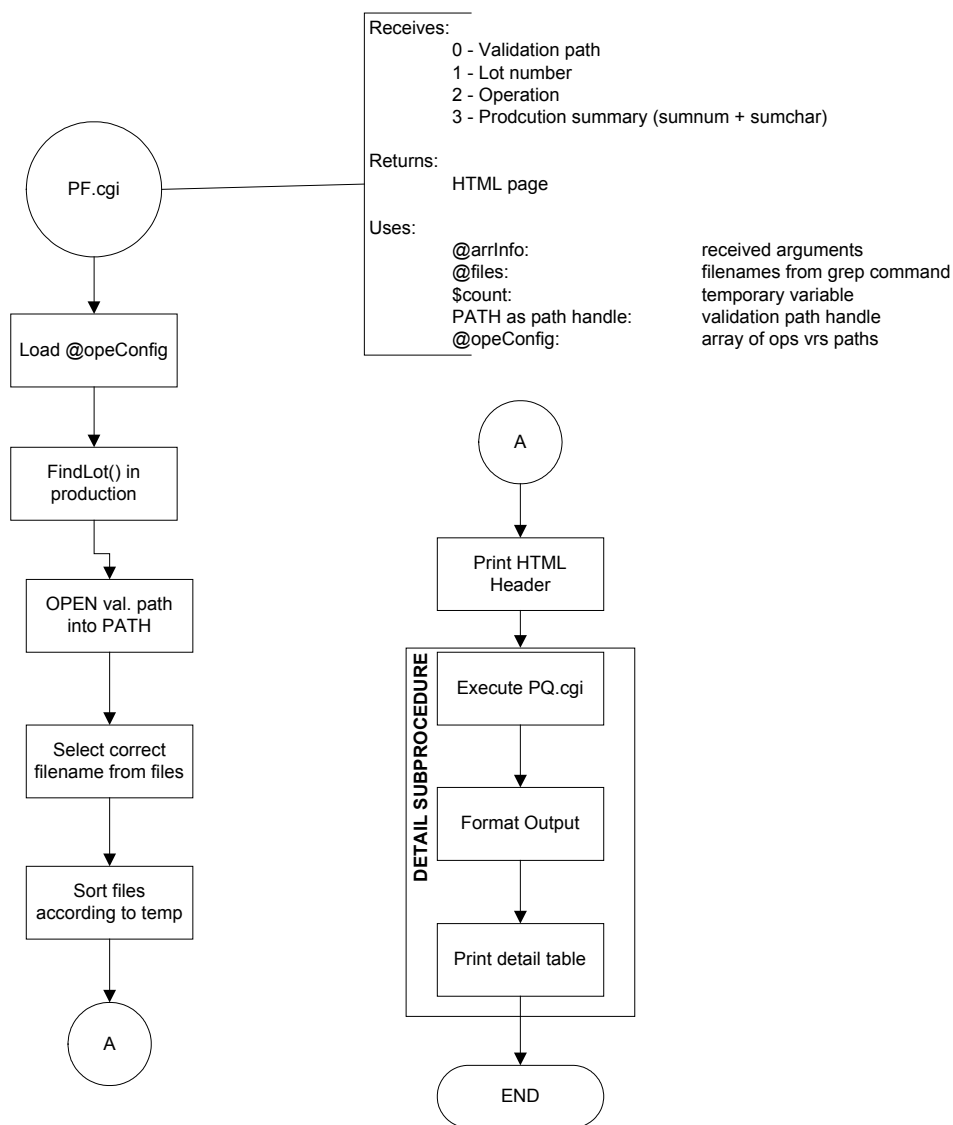 PF.cgi
Receives:
0 - Validation path
1 - Lot number
2 - Operation
3 - Prodcution summary (sumnum + sumchar)
Returns:
HTML page
Uses:
@arrInfo: received arguments
@files: filenames from grep command
$count: temporary variable
PATH as path handle: validation path handle
@opeConfig: array of ops vrs paths
Load @opeConfig
FindLot() in
production
OPEN val. path
into PATH
Select correct
filename from files
Sort files
according to temp
A
A
Print HTML
Header
DETAIL SUBPROCEDURE
Execute PQ.cgi
Format Output
Print detail table
END